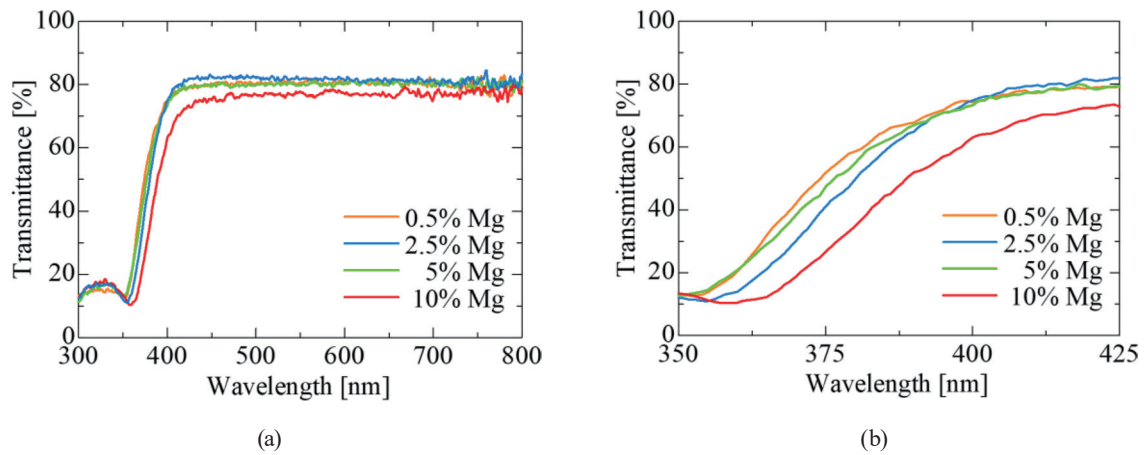 100
80
60
40
20
0
Transmittance [%]
300 400 500 600 700 800
Wavelength [nm]
0.5% Mg
2.5% Mg
5% Mg
10% Mg
(a)
100
80
60
40
20
0
Transmittance [%]
350 375 400 425
Wavelength [nm]
0.5% Mg
2.5% Mg
5% Mg
10% Mg
(b)